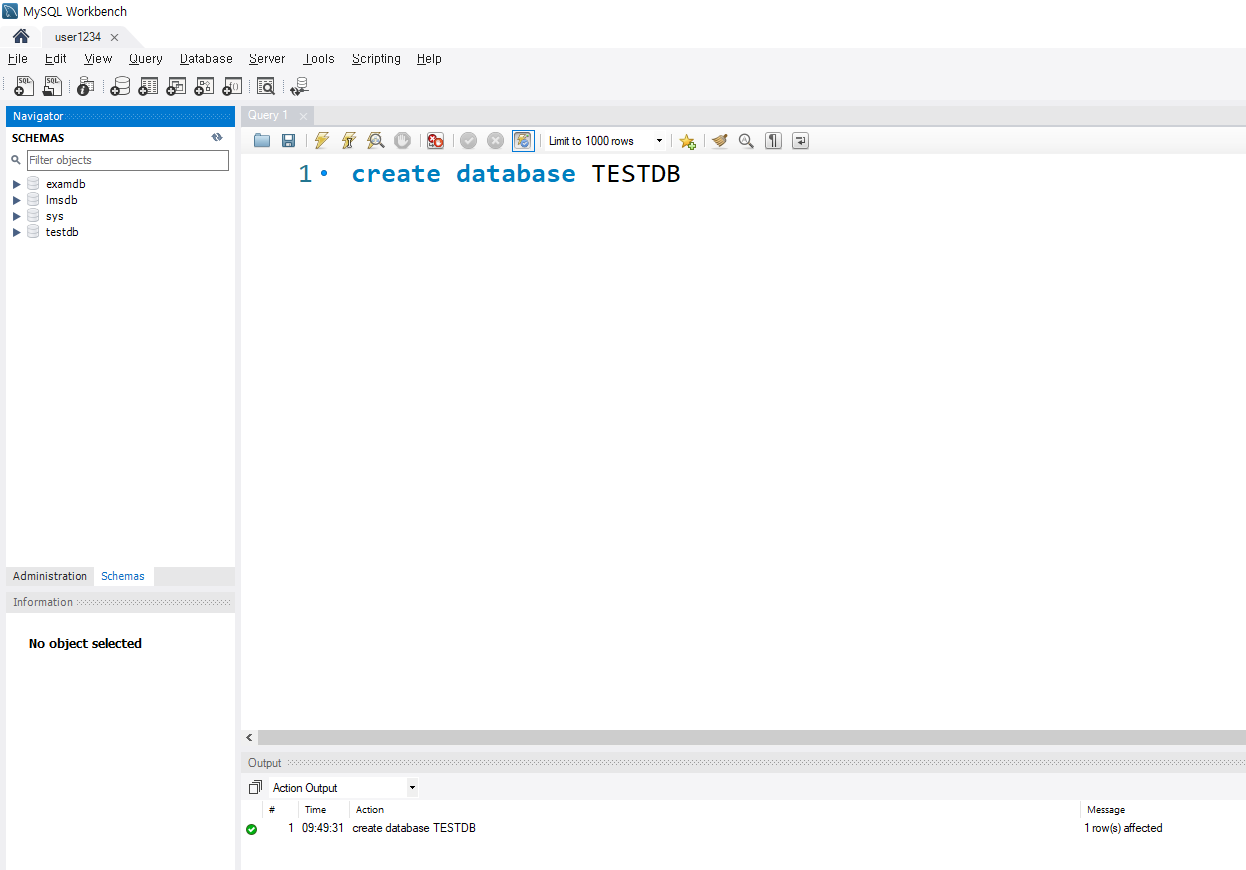 MySQL Workbench
user1234
File Edit View Query Database Server Tools Scripting Help
Navigator
SCHEMAS
Filter objects
examdb
lmsdb
sys
testdb
Administration Schemas
Information
No object selected
Query 1
Limit to 1000 rows
1 create database TESTDB
Output
Action Output
# Time Action Message
1 09:49:31 create database TESTDB 1 row(s) affected